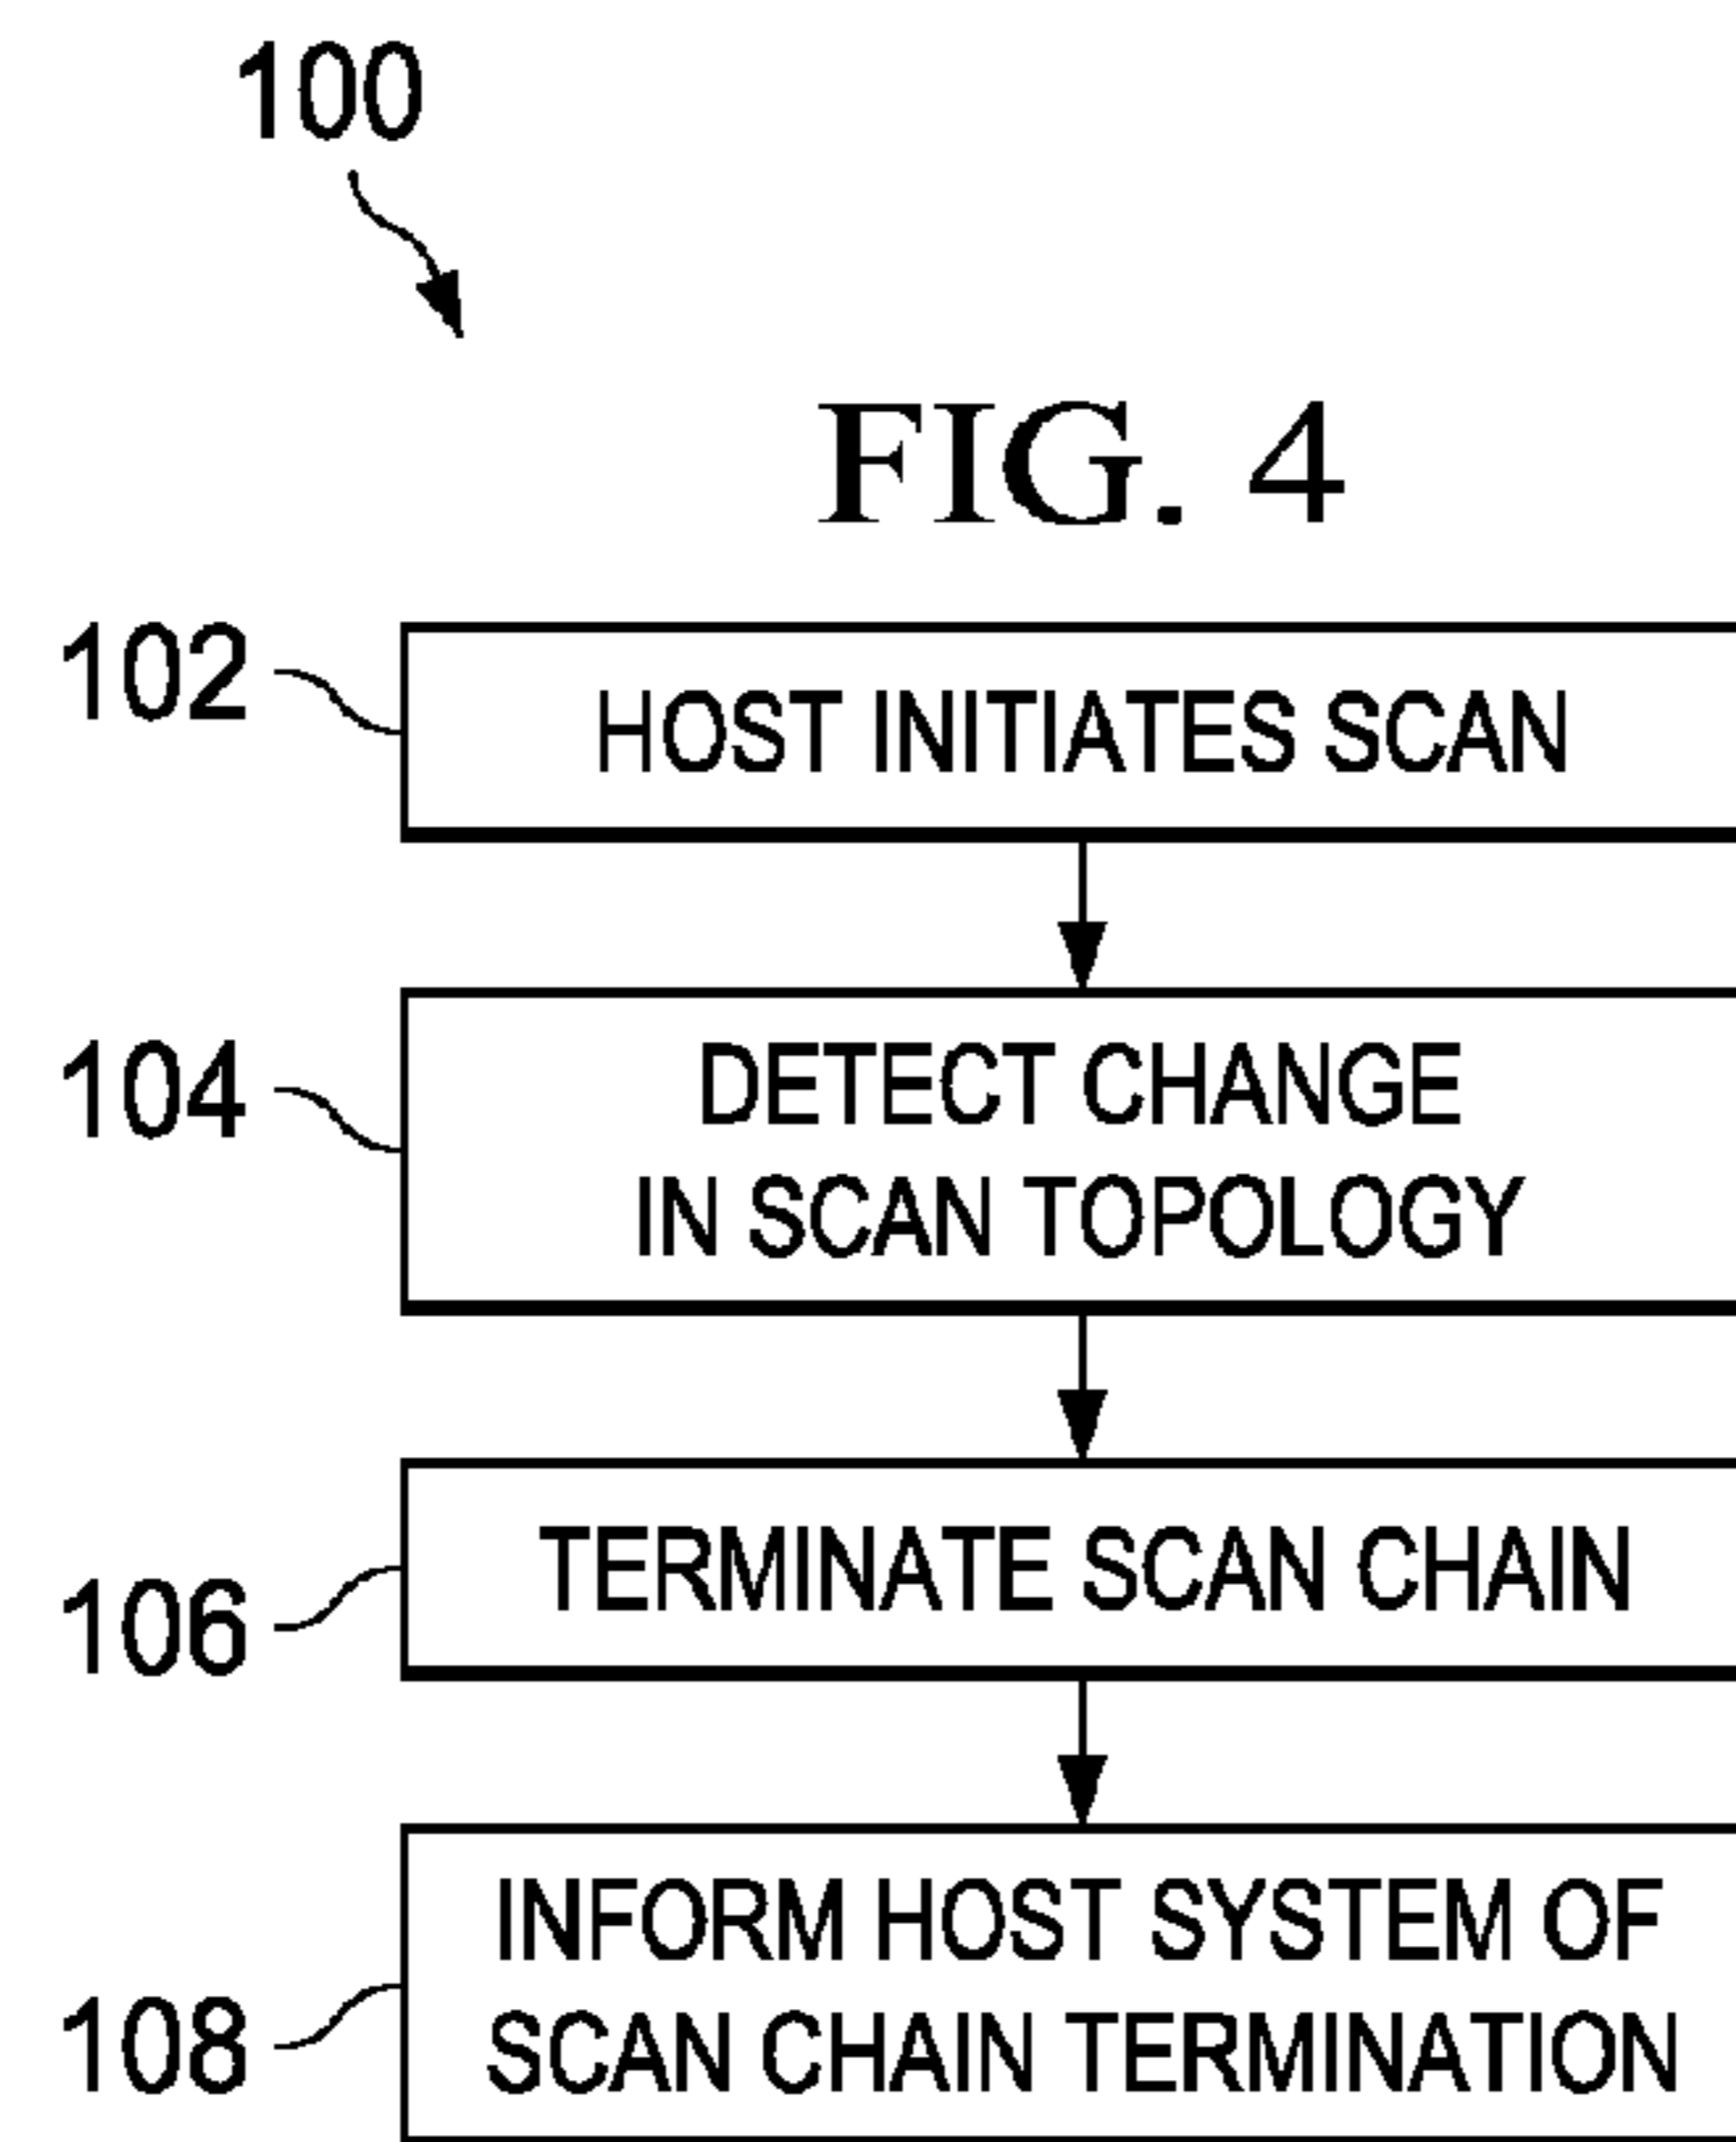 100
FIG. 4
102
HOST INITIATES SCAN
104
DETECT CHANGE
IN SCAN TOPOLOGY
106
TERMINATE SCAN CHAIN
108
INFORM HOST SYSTEM OF
SCAN CHAIN TERMINATION